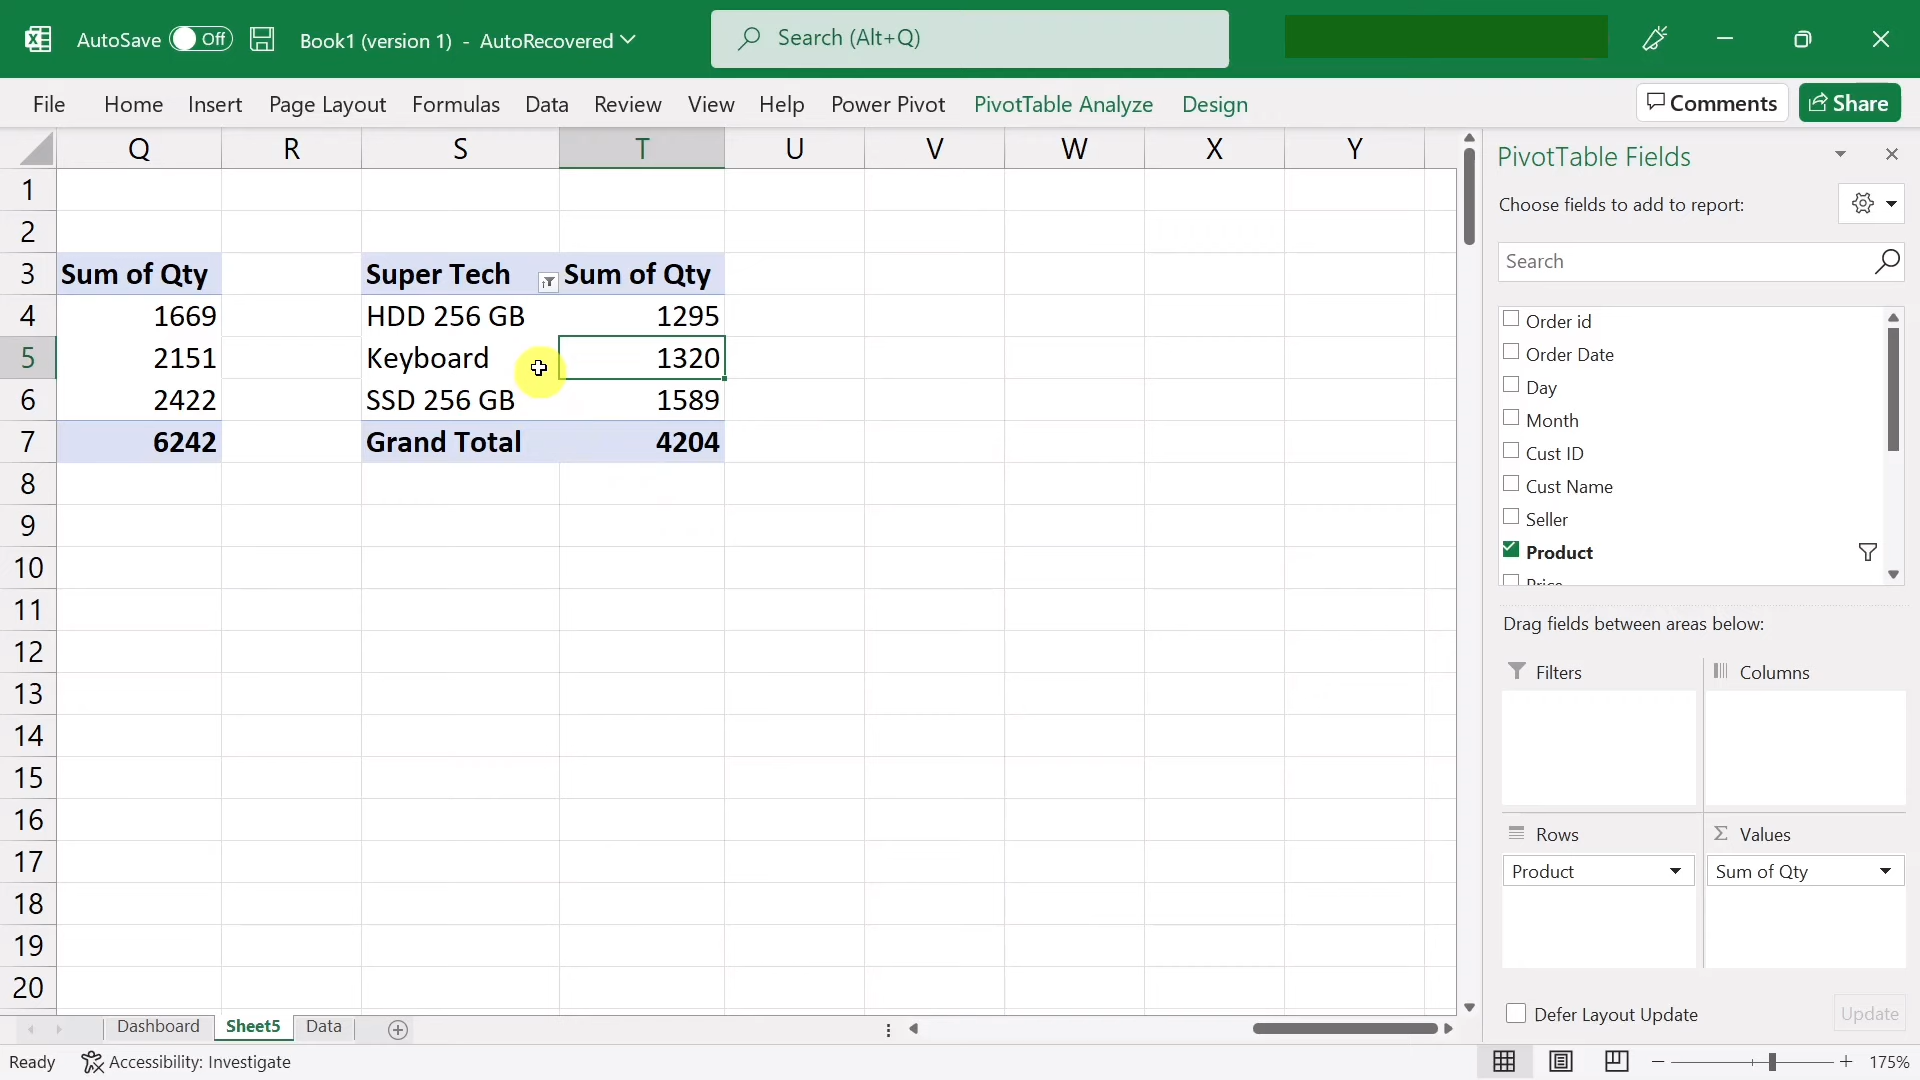 AutoSave Off Book1 (version 1) - AutoRecovered Search (Alt+Q)
File Home Insert Page Layout Formulas Data Review View Help Power Pivot PivotTable Analyze Design Comments Share
Q R S T U V W X Y
1
2
3 Sum of Qty Super Tech Sum of Qty
4 1669 HDD 256 GB 1295
5 2151 Keyboard 1320
6 2422 SSD 256 GB 1589
7 6242 Grand Total 4204
8
9
10
11
12
13
14
15
16
17
18
19
20
PivotTable Fields
Choose fields to add to report:
Search
Order id
Order Date
Day
Month
Cust ID
Cust Name
Seller
Product
Price
Drag fields between areas below:
Filters Columns
Rows Σ Values
Product Sum of Qty
Defer Layout Update Update
Dashboard Sheet5 Data
Ready Accessibility: Investigate 175%